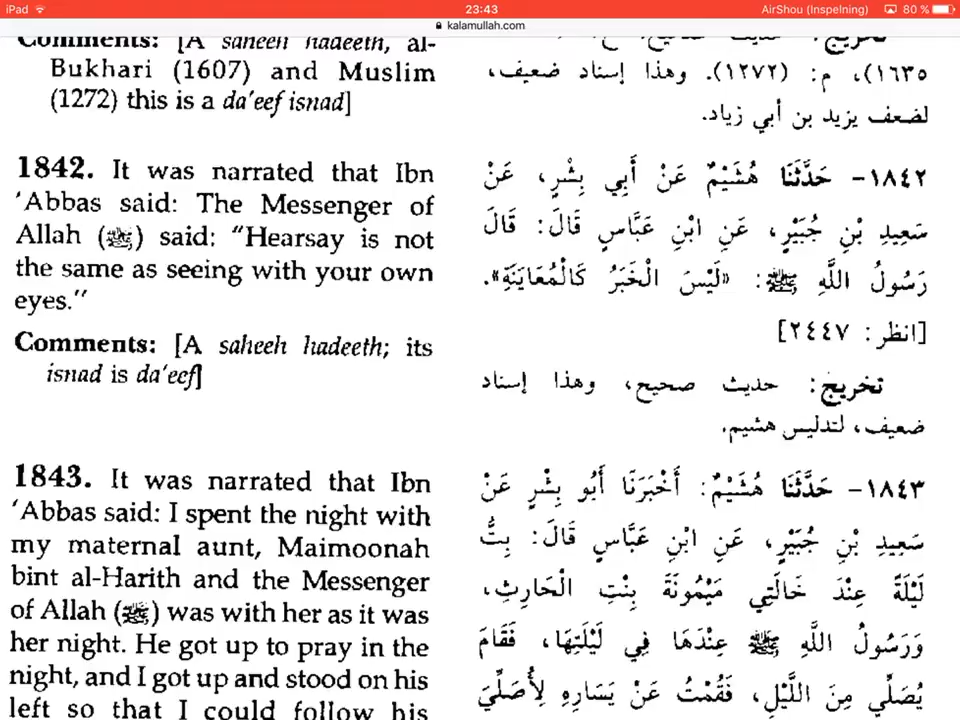 iPad 23:43 AirShou (Inspelning) 80 %
kalamullah.com
Comments: [A saheeh hadeeth, al-
Bukhari (1607) and Muslim
(1272) this is a da'eef isnad]
1842. It was narrated that Ibn
'Abbas said: The Messenger of
Allah (ﷺ) said: "Hearsay is not
the same as seeing with your own
eyes."
Comments: [A saheeh hadeeth; its
isnad is da'eef]
1843. It was narrated that Ibn
'Abbas said: I spent the night with
my maternal aunt, Maimoonah
bint al-Harith and the Messenger
of Allah (ﷺ) was with her as it was
her night. He got up to pray in the
night, and I got up and stood on his
left so that I could follow his
تخريج: حديث صحيح، خ:
١٦٣٥)، م: (١٢٧٢). وهذا إسناد ضعيف،
لضعف يزيد بن أبي زياد.
١٨٤٢- حَدَّثَنَا هُشَيْمٌ عَنْ أَبِي بِشْرٍ، عَنْ
سَعِيدِ بْنِ جُبَيْرٍ، عَنِ ابْنِ عَبَّاسٍ قَالَ: قَالَ
رَسُولُ اللَّهِ ﷺ: «لَيْسَ الْخَبَرُ كَالْمُعَايَنَةِ».
[انظر: ٢٤٤٧]
تخريج: حديث صحيح، وهذا إسناد
ضعيف، لتدليس هشيم.
١٨٤٣- حَدَّثَنَا هُشَيْمٌ: أَخْبَرَنَا أَبُو بِشْرٍ عَنْ
سَعِيدِ بْنِ جُبَيْرٍ، عَنِ ابْنِ عَبَّاسٍ قَالَ: بِتُّ
لَيْلَةً عِنْدَ خَالَتِي مَيْمُونَةَ بِنْتِ الْحَارِثِ،
وَرَسُولُ اللَّهِ ﷺ عِنْدَهَا فِي لَيْلَتِهَا، فَقَامَ
يُصَلِّي مِنَ اللَّيْلِ، فَقُمْتُ عَنْ يَسَارِهِ لِأُصَلِّيَ